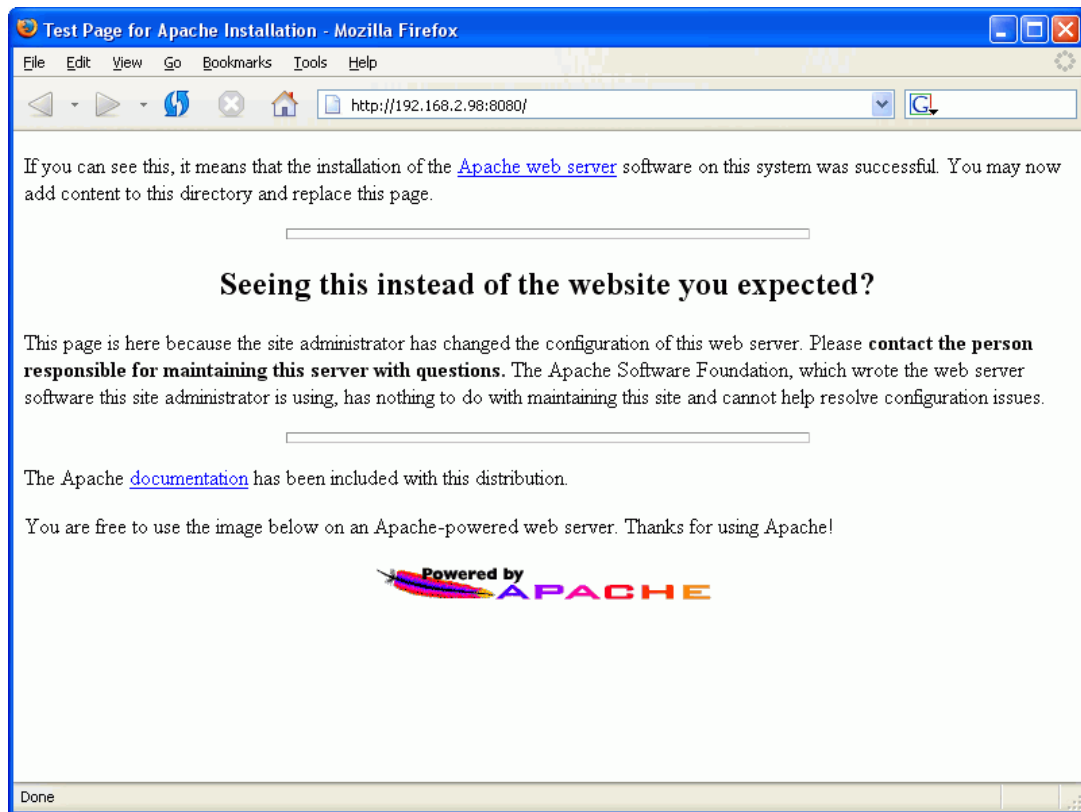 Test Page for Apache Installation - Mozilla Firefox
File Edit View Go Bookmarks Tools Help
http://192.168.2.98:8080/
G
If you can see this, it means that the installation of the Apache web server software on this system was successful. You may now
add content to this directory and replace this page.
Seeing this instead of the website you expected?
This page is here because the site administrator has changed the configuration of this web server. Please contact the person
responsible for maintaining this server with questions. The Apache Software Foundation, which wrote the web server
software this site administrator is using, has nothing to do with maintaining this site and cannot help resolve configuration issues.
The Apache documentation has been included with this distribution.
You are free to use the image below on an Apache-powered web server. Thanks for using Apache!
Powered by
APACHE
Done